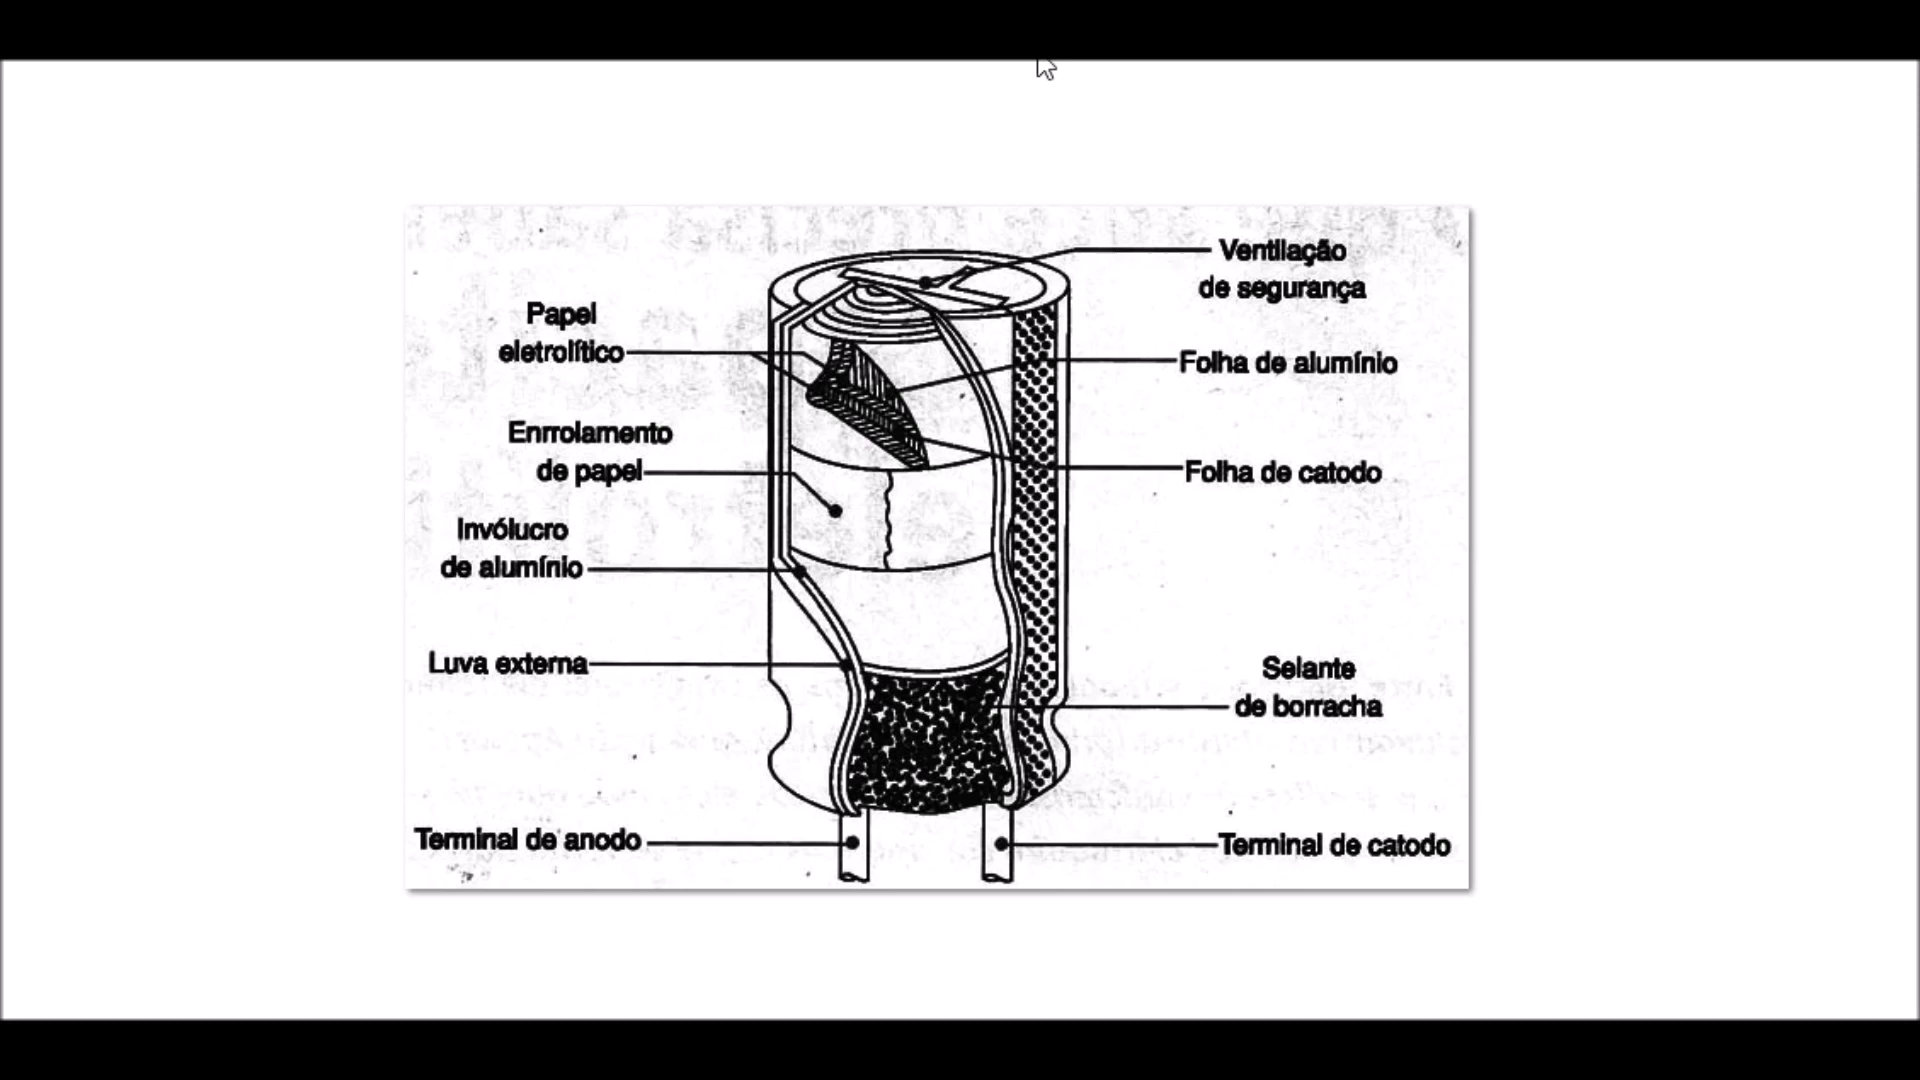 Ventilação
de segurança
Papel
eletrolítico
Folha de alumínio
Enrrolamento
de papel
Folha de catodo
Invólucro
de alumínio
Luva externa
Selante
de borracha
Terminal de anodo
Terminal de catodo